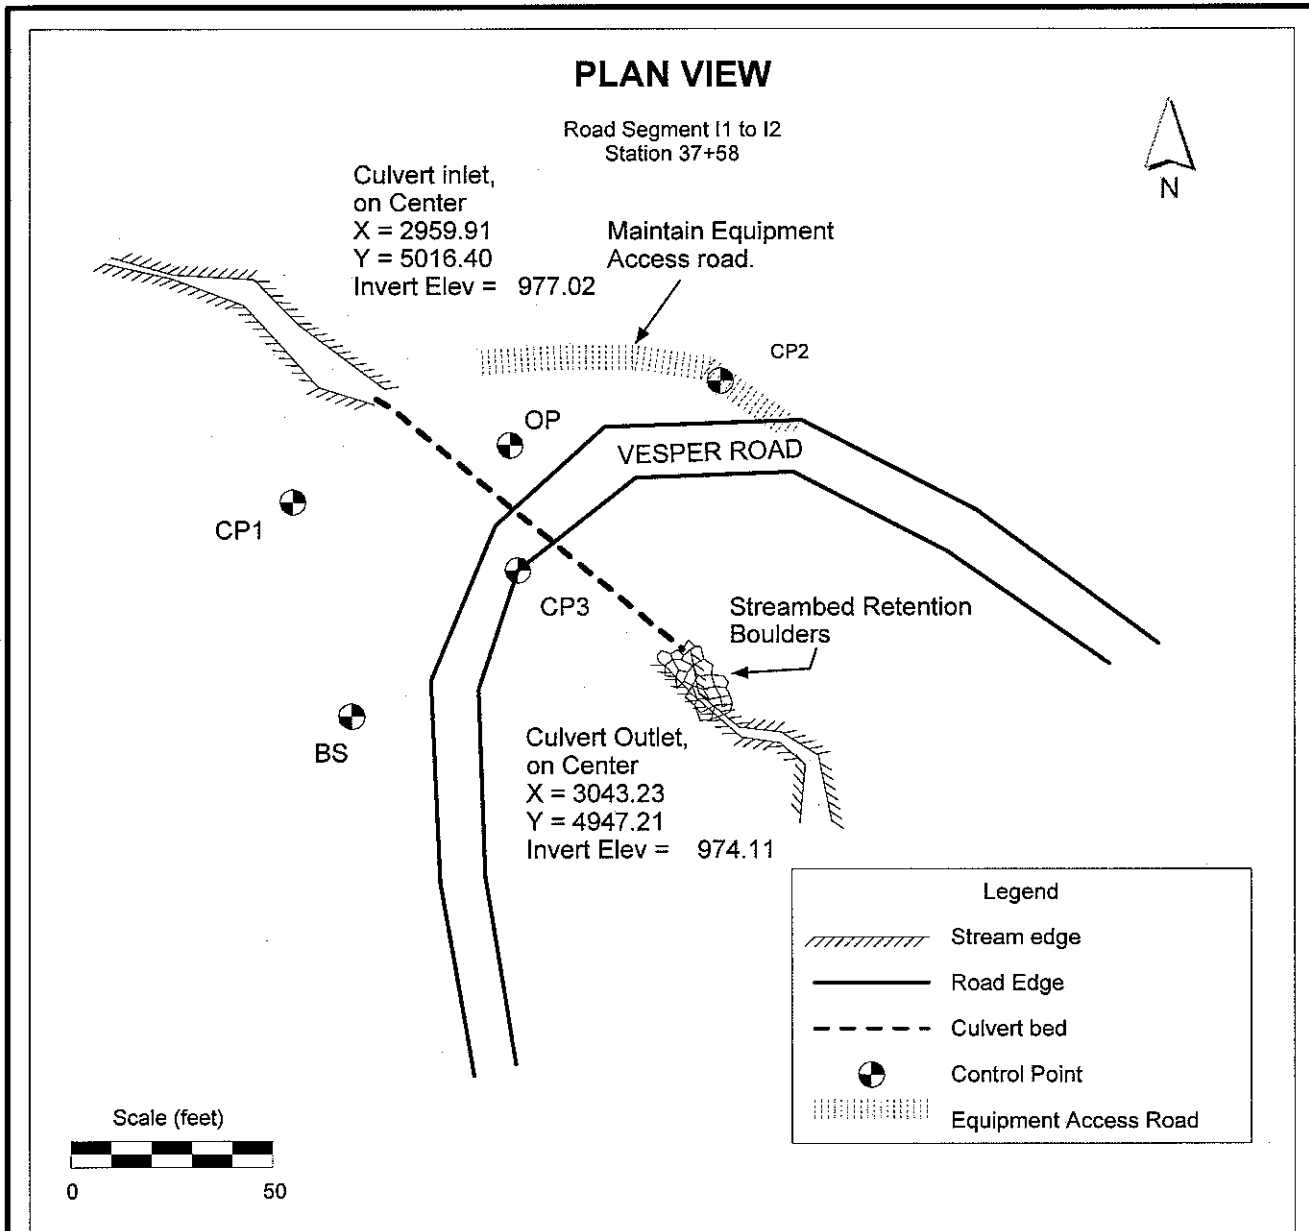 PLAN VIEW
Road Segment I1 to I2
Station 37+58
N
Culvert inlet,
on Center
X = 2959.91
Y = 5016.40
Invert Elev = 977.02
Maintain Equipment
Access road.
CP2
OP
VESPER ROAD
CP1
CP3
Streambed Retention
Boulders
BS
Culvert Outlet,
on Center
X = 3043.23
Y = 4947.21
Invert Elev = 974.11
Legend
Stream edge
Road Edge
Culvert bed
Control Point
Equipment Access Road
Scale (feet)
0 50